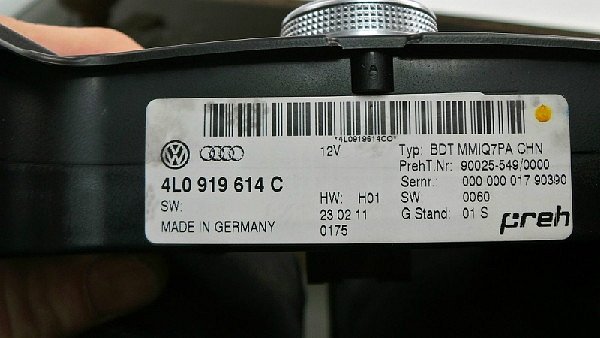 *4L0919614CC*
12V
Typ: BDT MMIQ7PA CHN
PrehT.Nr: 90025-549/0000
4L0 919 614 C
Sernr.: 000 000 017 90390
SW:
HW: H01
SW 0060
23 02 11
G Stand: 01 S
MADE IN GERMANY
0175
preh